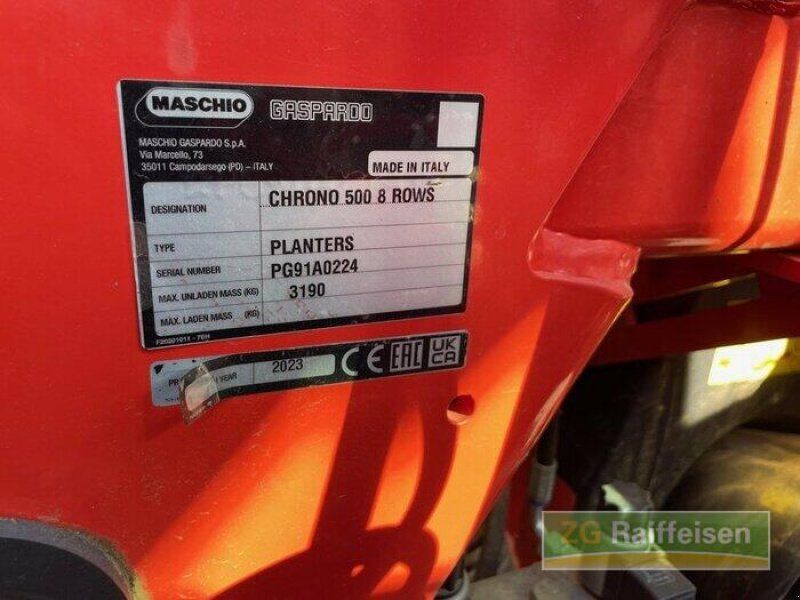 MASCHIO GASPARDO
MASCHIO GASPARDO S.p.A.
Via Marcello, 73
35011 Campodarsego (PD) - ITALY
MADE IN ITALY
DESIGNATION CHRONO 500 8 ROWS
TYPE PLANTERS
SERIAL NUMBER PG91A0224
MAX. UNLADEN MASS (KG) 3190
MAX. LADEN MASS (KG)
YEAR 2023 CE EAC UK CA
ZG Raiffeisen